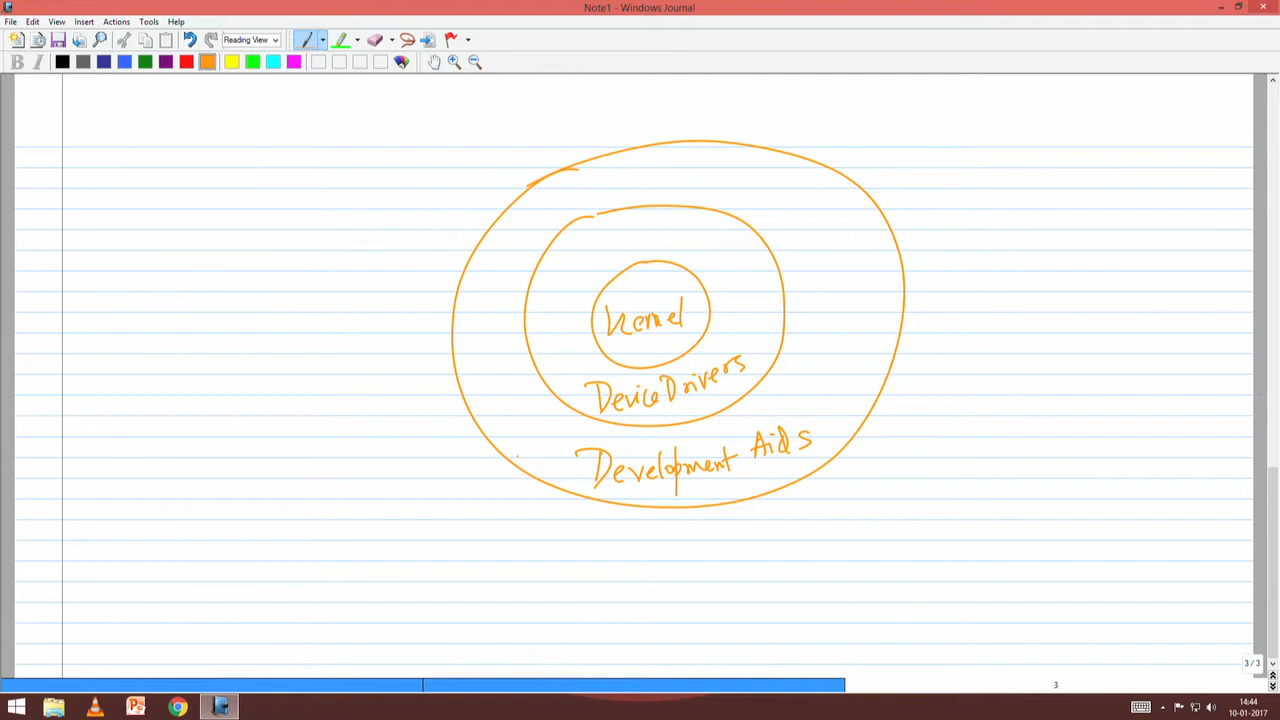 Note1 - Windows Journal
File Edit View Insert Actions Tools Help
Reading View
B I
Kernel
Device Drivers
Development Aids
3 / 3
3
14:44
10-01-2017